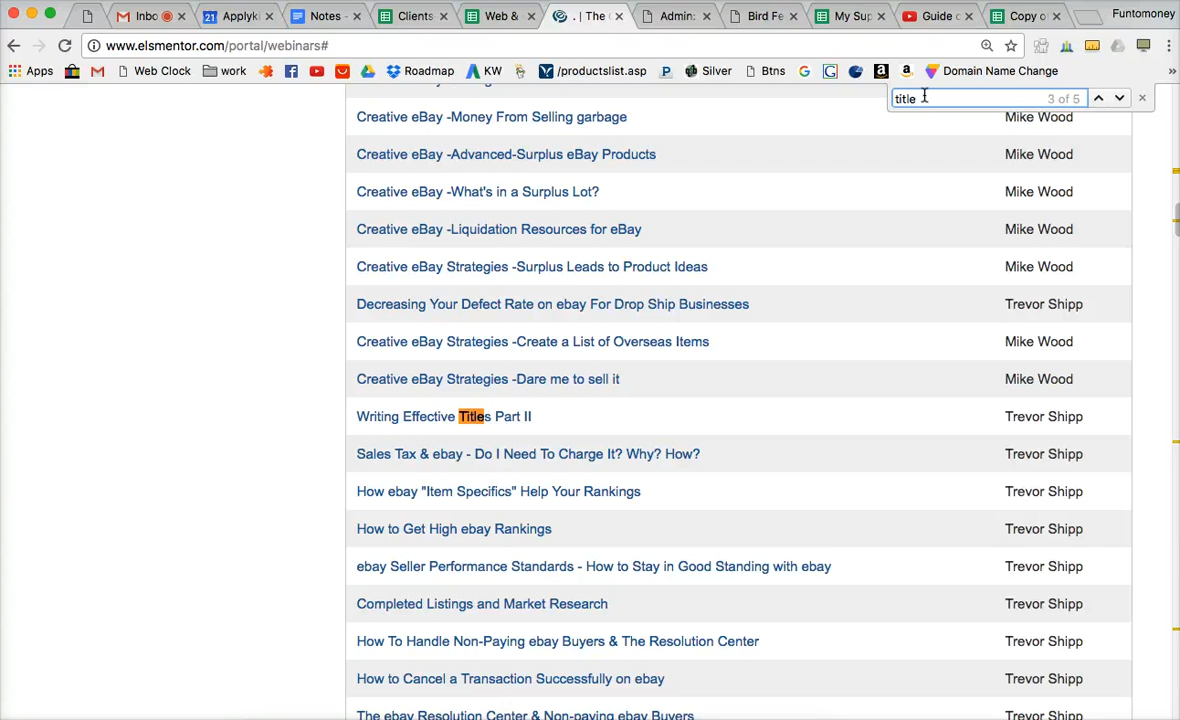 Inbo
Applyki
Notes -
Clients
Web &
. | The C
Admin:
Bird Fe
My Sup
Guide c
Copy of
Funtomoney
www.elsmentor.com/portal/webinars#
Apps
Web Clock
work
Roadmap
KW
/productslist.asp
Silver
Btns
Domain Name Change
»
title
3 of 5
Creative eBay -Money From Selling garbage Mike Wood
Creative eBay -Advanced-Surplus eBay Products Mike Wood
Creative eBay -What's in a Surplus Lot? Mike Wood
Creative eBay -Liquidation Resources for eBay Mike Wood
Creative eBay Strategies -Surplus Leads to Product Ideas Mike Wood
Decreasing Your Defect Rate on ebay For Drop Ship Businesses Trevor Shipp
Creative eBay Strategies -Create a List of Overseas Items Mike Wood
Creative eBay Strategies -Dare me to sell it Mike Wood
Writing Effective Titles Part II Trevor Shipp
Sales Tax & ebay - Do I Need To Charge It? Why? How? Trevor Shipp
How ebay "Item Specifics" Help Your Rankings Trevor Shipp
How to Get High ebay Rankings Trevor Shipp
ebay Seller Performance Standards - How to Stay in Good Standing with ebay Trevor Shipp
Completed Listings and Market Research Trevor Shipp
How To Handle Non-Paying ebay Buyers & The Resolution Center Trevor Shipp
How to Cancel a Transaction Successfully on ebay Trevor Shipp
The ebay Resolution Center & Non-paying ebay Buyers Trevor Shipp